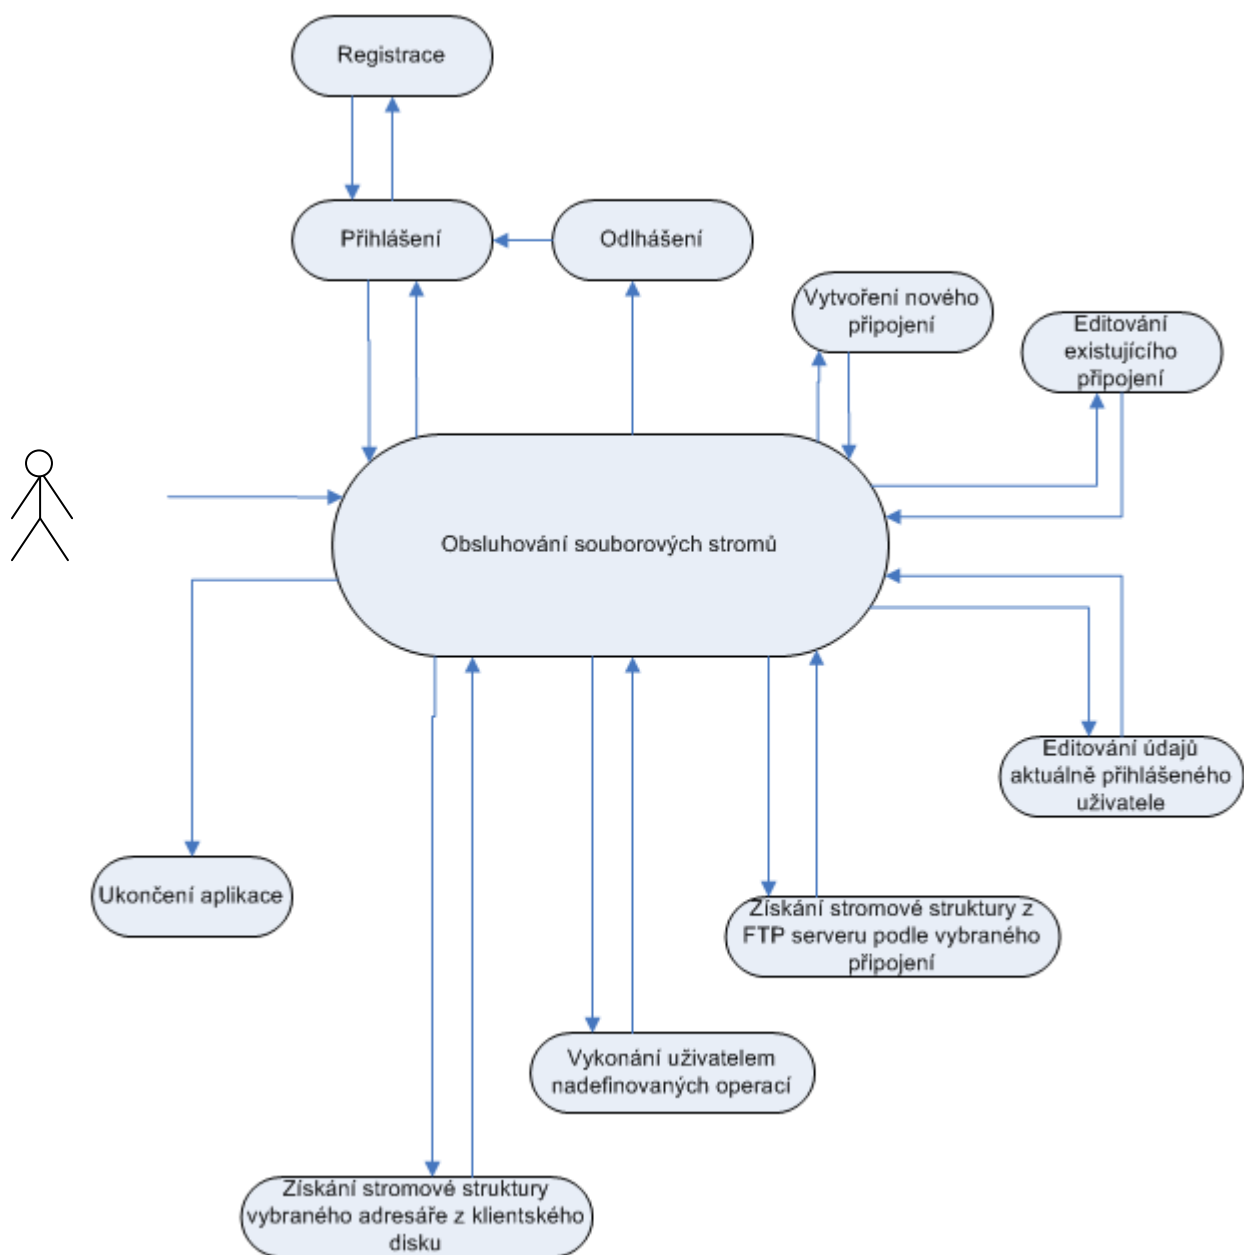 Registrace
Přihlášení
Odlhášení
Vytvoření nového
připojení
Editování
existujícího
připojení
Obsluhování souborových stromů
Editování údajů
aktuálně přihlášeného
uživatele
Ukončení aplikace
Získání stromové struktury z
FTP serveru podle vybraného
připojení
Vykonání uživatelem
nadefinovaných operací
Získání stromové struktury
vybraného adresáře z klientského
disku